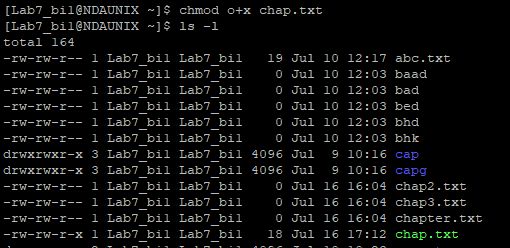 [Lab7_bil@NDAUNIX ~]$ chmod o+x chap.txt
[Lab7_bil@NDAUNIX ~]$ ls -l
total 164
-rw-rw-r-- 1 Lab7_bil Lab7_bil   19 Jul 10 12:17 abc.txt
-rw-rw-r-- 1 Lab7_bil Lab7_bil    0 Jul 10 12:03 baad
-rw-rw-r-- 1 Lab7_bil Lab7_bil    0 Jul 10 12:03 bad
-rw-rw-r-- 1 Lab7_bil Lab7_bil    0 Jul 10 12:03 bed
-rw-rw-r-- 1 Lab7_bil Lab7_bil    0 Jul 10 12:03 bhd
-rw-rw-r-- 1 Lab7_bil Lab7_bil    0 Jul 10 12:03 bhk
drwxrwxr-x 3 Lab7_bil Lab7_bil 4096 Jul  9 10:16 cap
drwxrwxr-x 3 Lab7_bil Lab7_bil 4096 Jul  9 10:16 capg
-rw-rw-r-- 1 Lab7_bil Lab7_bil    0 Jul 16 16:04 chap2.txt
-rw-rw-r-- 1 Lab7_bil Lab7_bil    0 Jul 16 16:04 chap3.txt
-rw-rw-r-- 1 Lab7_bil Lab7_bil    0 Jul 16 16:04 chapter.txt
-rw-rw-r-x 1 Lab7_bil Lab7_bil   18 Jul 16 17:12 chap.txt